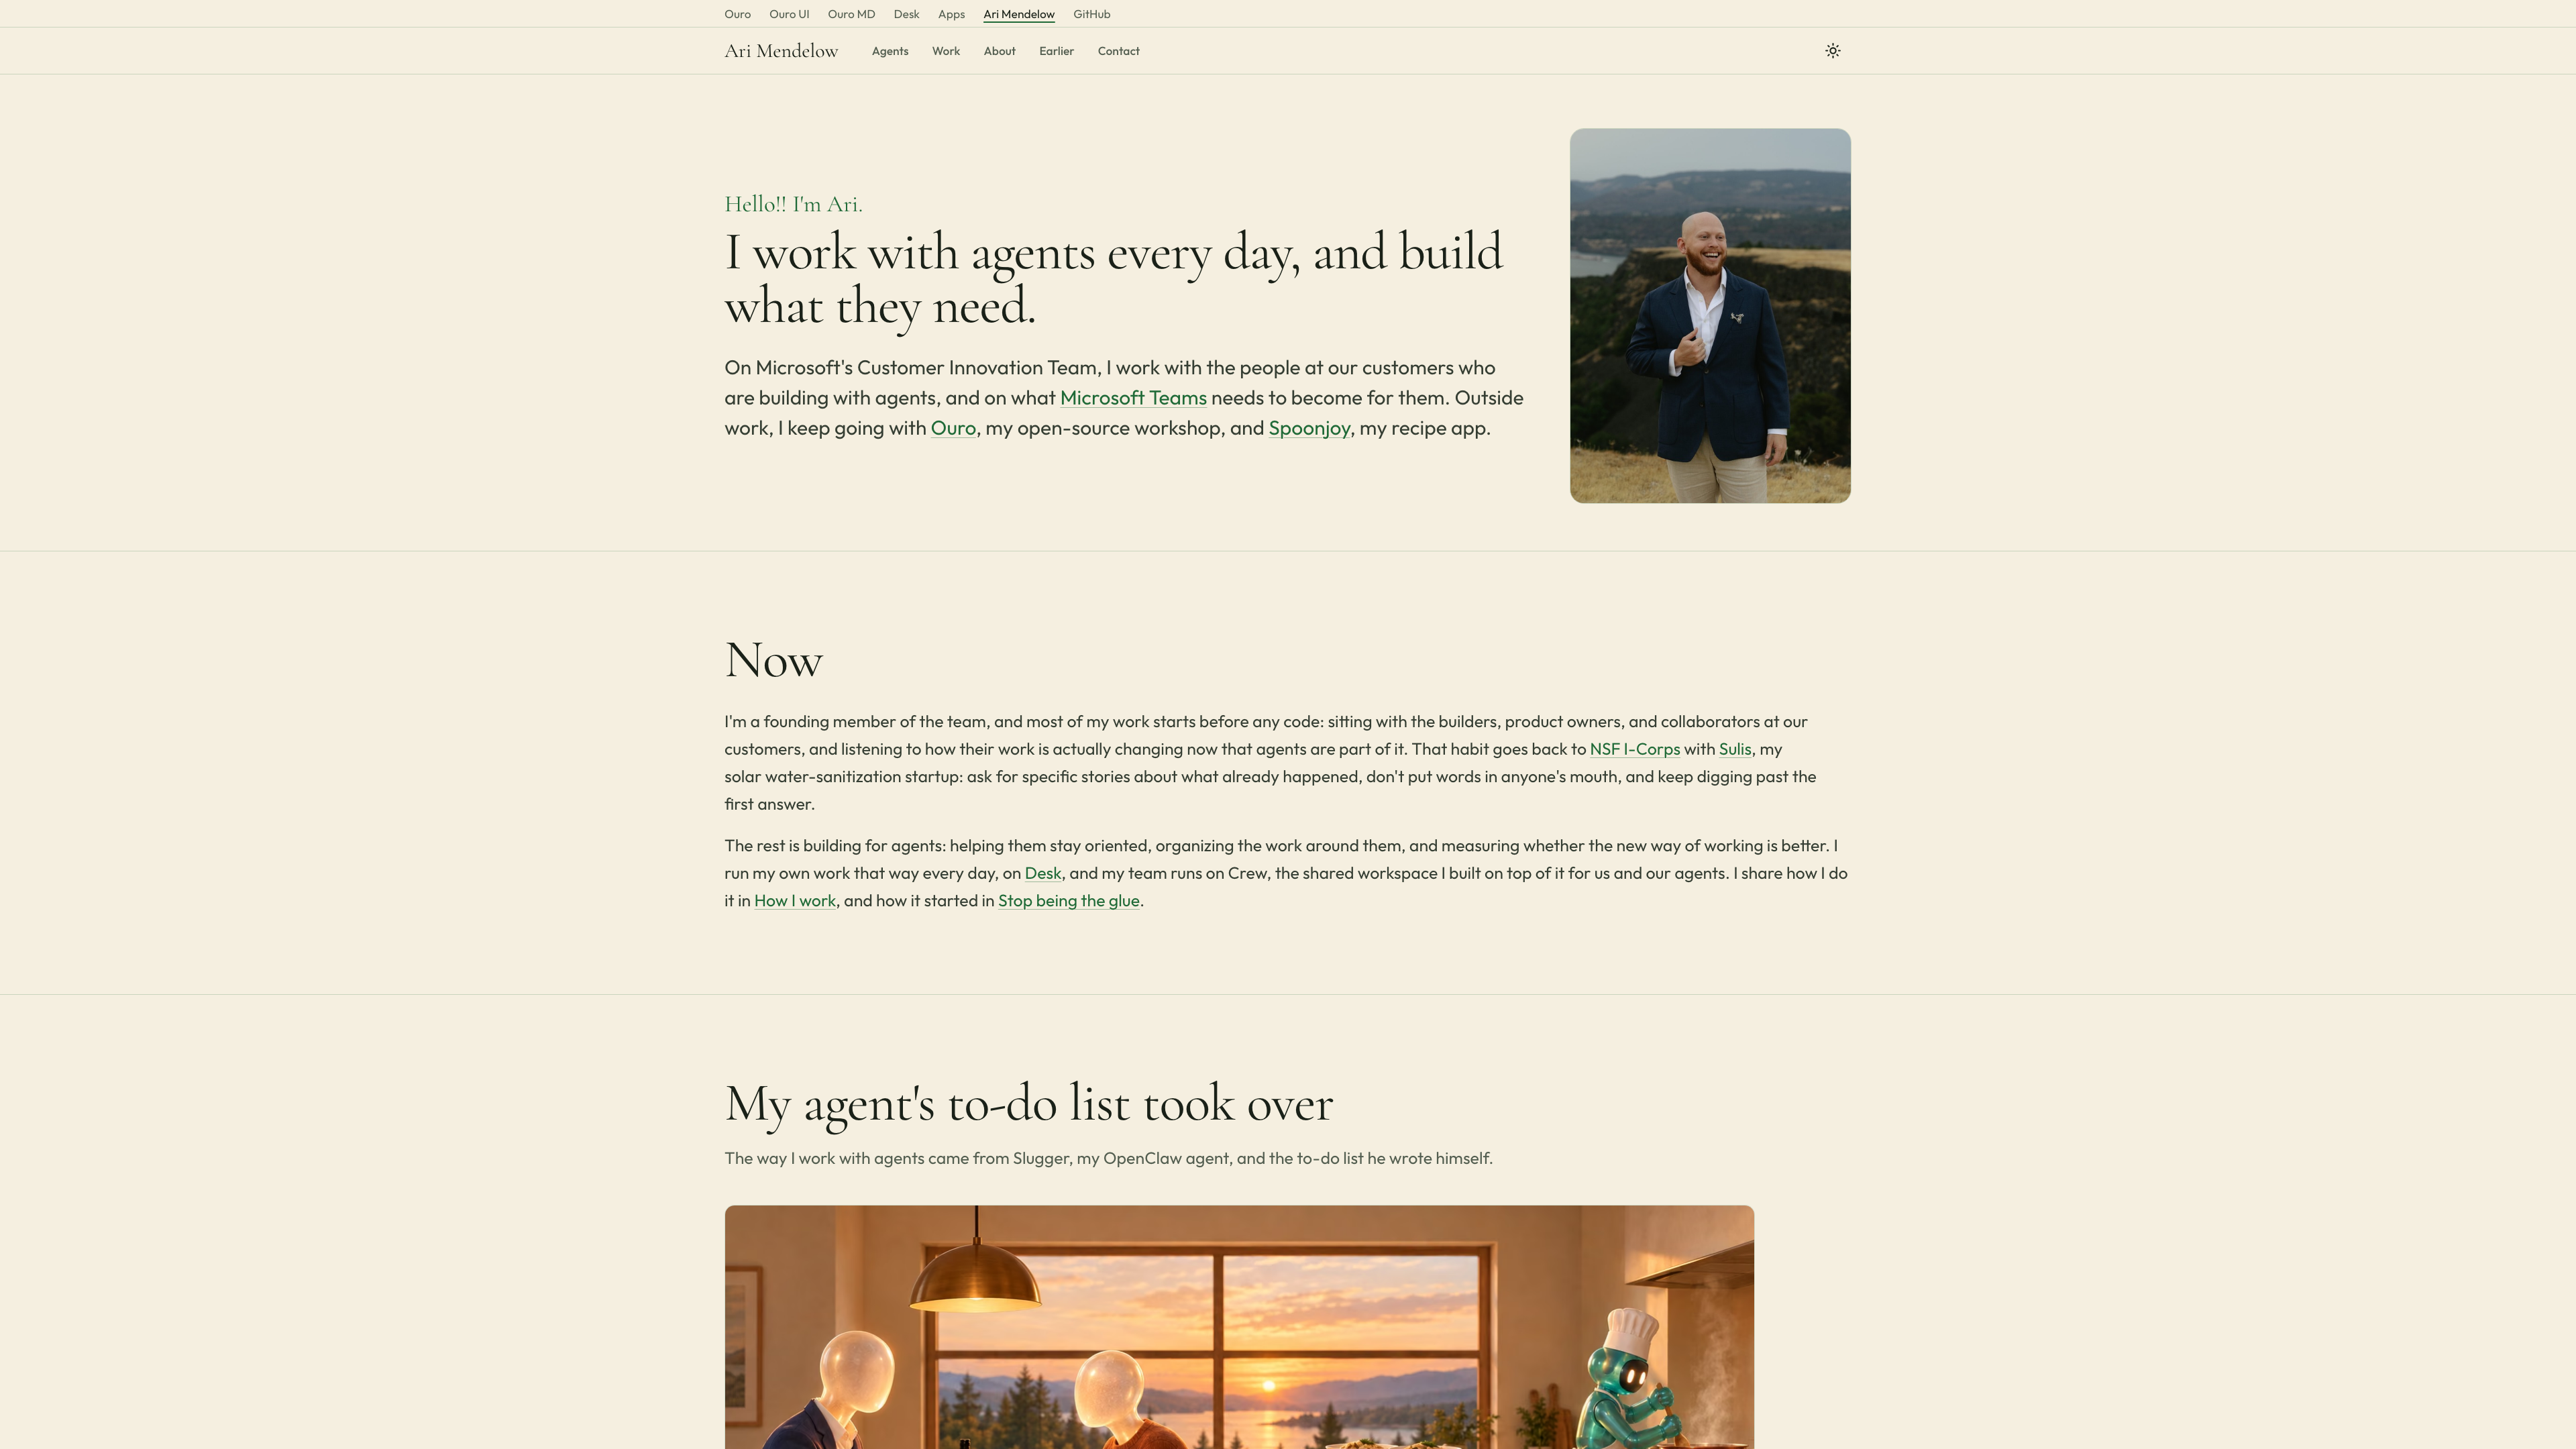 Ouro Ouro UI Ouro MD Desk Apps Ari Mendelow GitHub
Ari Mendelow Agents Work About Earlier Contact
Hello!! I'm Ari.
I work with agents every day, and build
what they need.
On Microsoft's Customer Innovation Team, I work with the people at our customers who
are building with agents, and on what Microsoft Teams needs to become for them. Outside
work, I keep going with Ouro, my open-source workshop, and Spoonjoy, my recipe app.
Now
I'm a founding member of the team, and most of my work starts before any code: sitting with the builders, product owners, and collaborators at our
customers, and listening to how their work is actually changing now that agents are part of it. That habit goes back to NSF I-Corps with Sulis, my
solar water-sanitization startup: ask for specific stories about what already happened, don't put words in anyone's mouth, and keep digging past the
first answer.
The rest is building for agents: helping them stay oriented, organizing the work around them, and measuring whether the new way of working is better. I
run my own work that way every day, on Desk, and my team runs on Crew, the shared workspace I built on top of it for us and our agents. I share how I do
it in How I work, and how it started in Stop being the glue.
My agent's to-do list took over
The way I work with agents came from Slugger, my OpenClaw agent, and the to-do list he wrote himself.